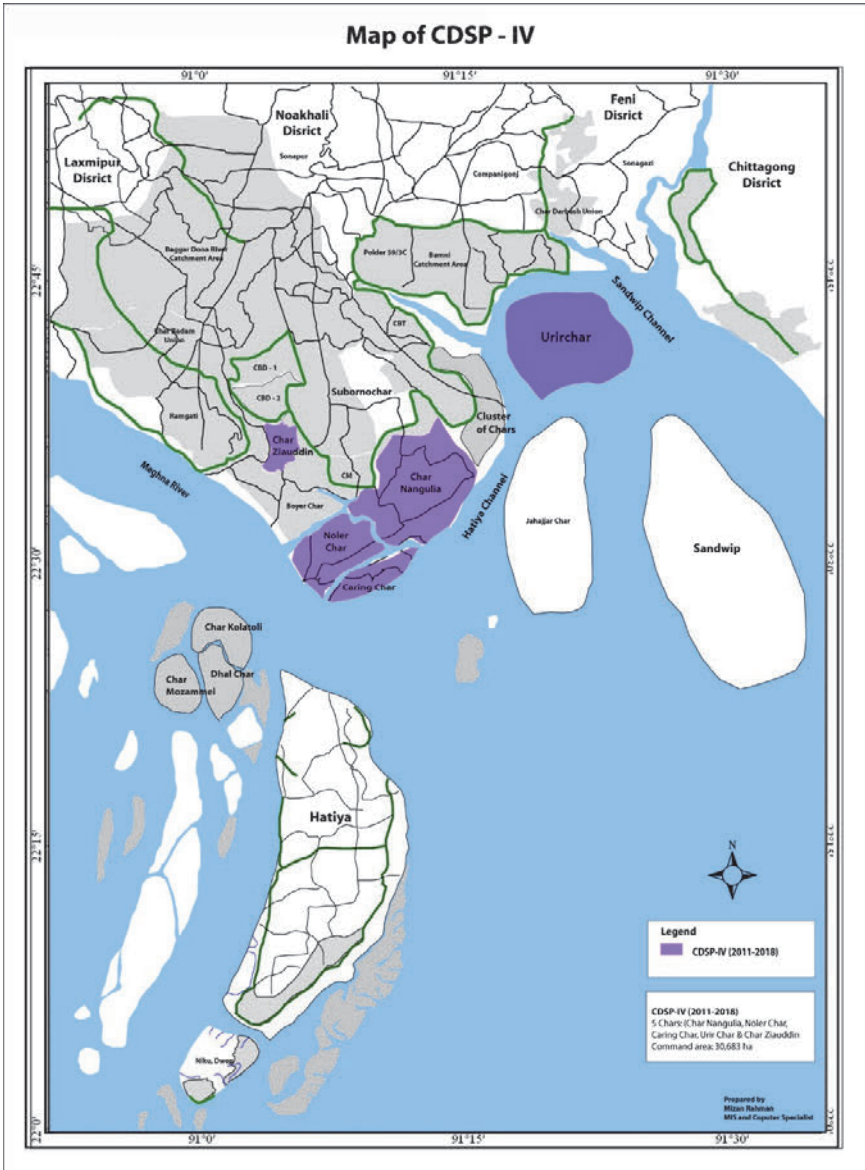 Map of CDSP - IV
91°0'
91°15'
91°30'
Laxmipur
Disrict
Noakhali
Disrict
Sonapur
Feni
Disrict
Companigonj
Sonagazi
Chittagong
Disrict
Char Darbesh Union
Baggar Dona River
Catchment Area
Polder 59/3C
Bamni
Catchment Area
22°45'
Sandwip Channel
CBT
Urirchar
Char Badam
Union
CBD - 1
CBD - 2
Subornochar
Cluster
of Chars
Ramgati
Char
Ziauddin
CM
Char
Nangulia
Meghna River
Boyer Char
Hatiya Channel
Jahajjar Char
Sandwip
Noler
Char
22°30'
Caring Char
Char Kolatoli
Dhal Char
Char
Mozammel
Hatiya
22°15'
N
Legend
CDSP-IV (2011-2018)
CDSP-IV (2011-2018)
5 Chars: (Char Nangulia, Noler Char,
Caring Char, Urir Char & Char Ziauddin
Command area: 30,683 ha
Prepared by
Mizan Rahman
MIS and Coputer Specialist
22°0'
91°0'
91°15'
91°30'